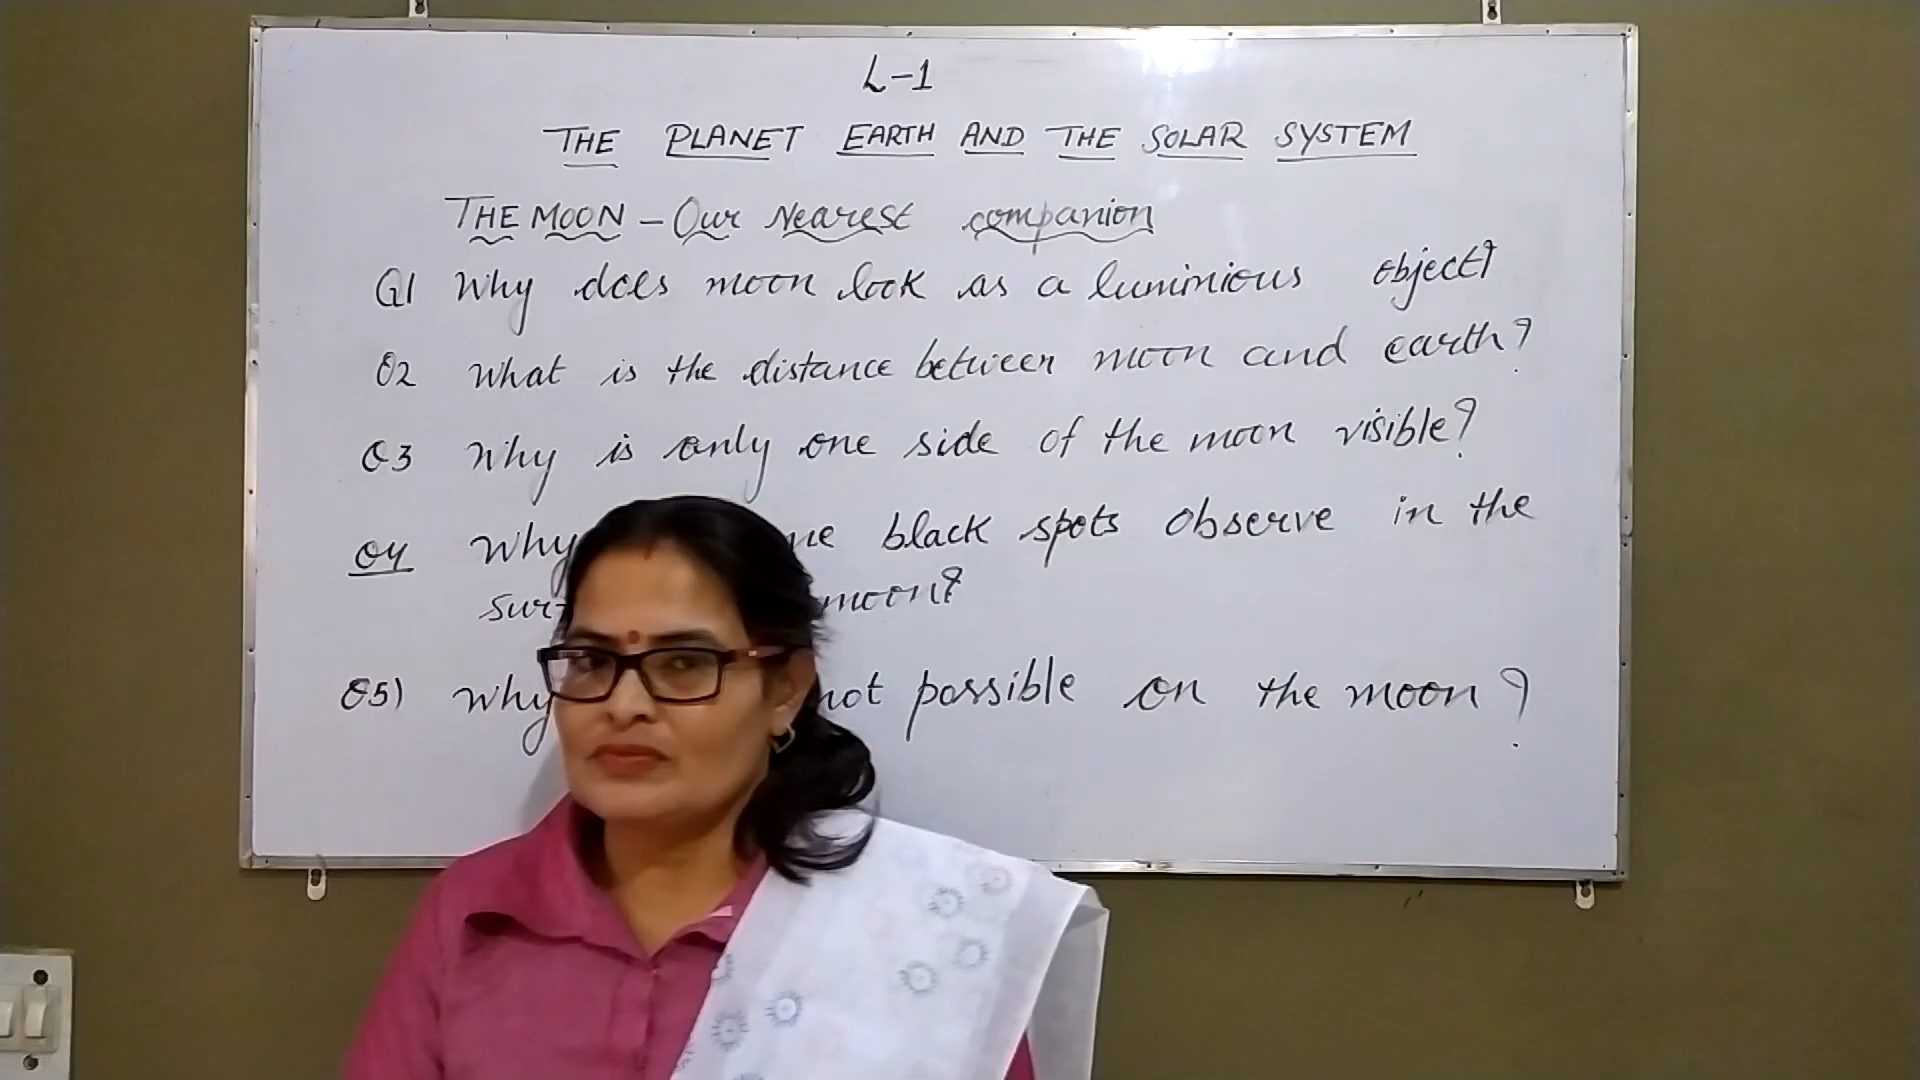 L-1
THE PLANET EARTH AND THE SOLAR SYSTEM
THE MOON - Our Nearest companion
Q1 Why does moon look as a luminious object?
Q2 What is the distance between moon and earth?
Q3 Why is only one side of the moon visible?
Q4 Why black spots observe in the
moon?
Q5) why not possible on the moon?